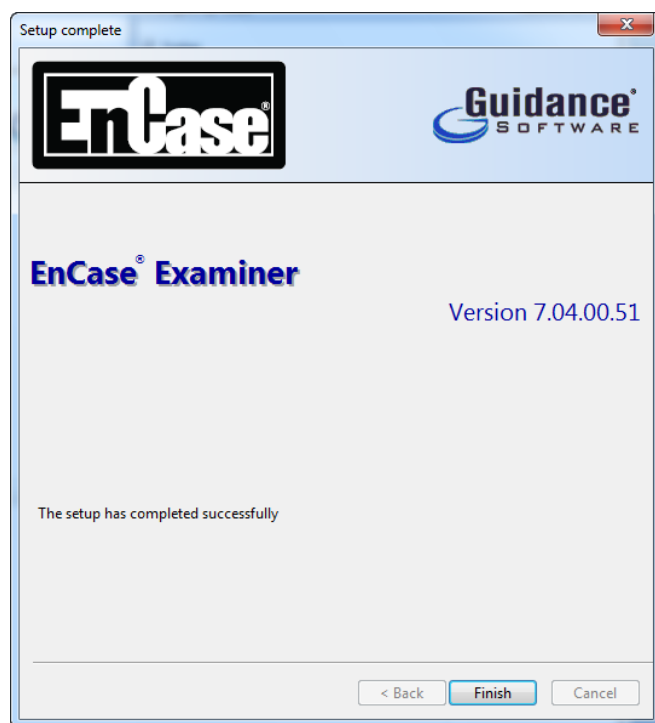 Setup complete
EnCase®
Guidance®
SOFTWARE
EnCase® Examiner
Version 7.04.00.51
The setup has completed successfully
< Back
Finish
Cancel